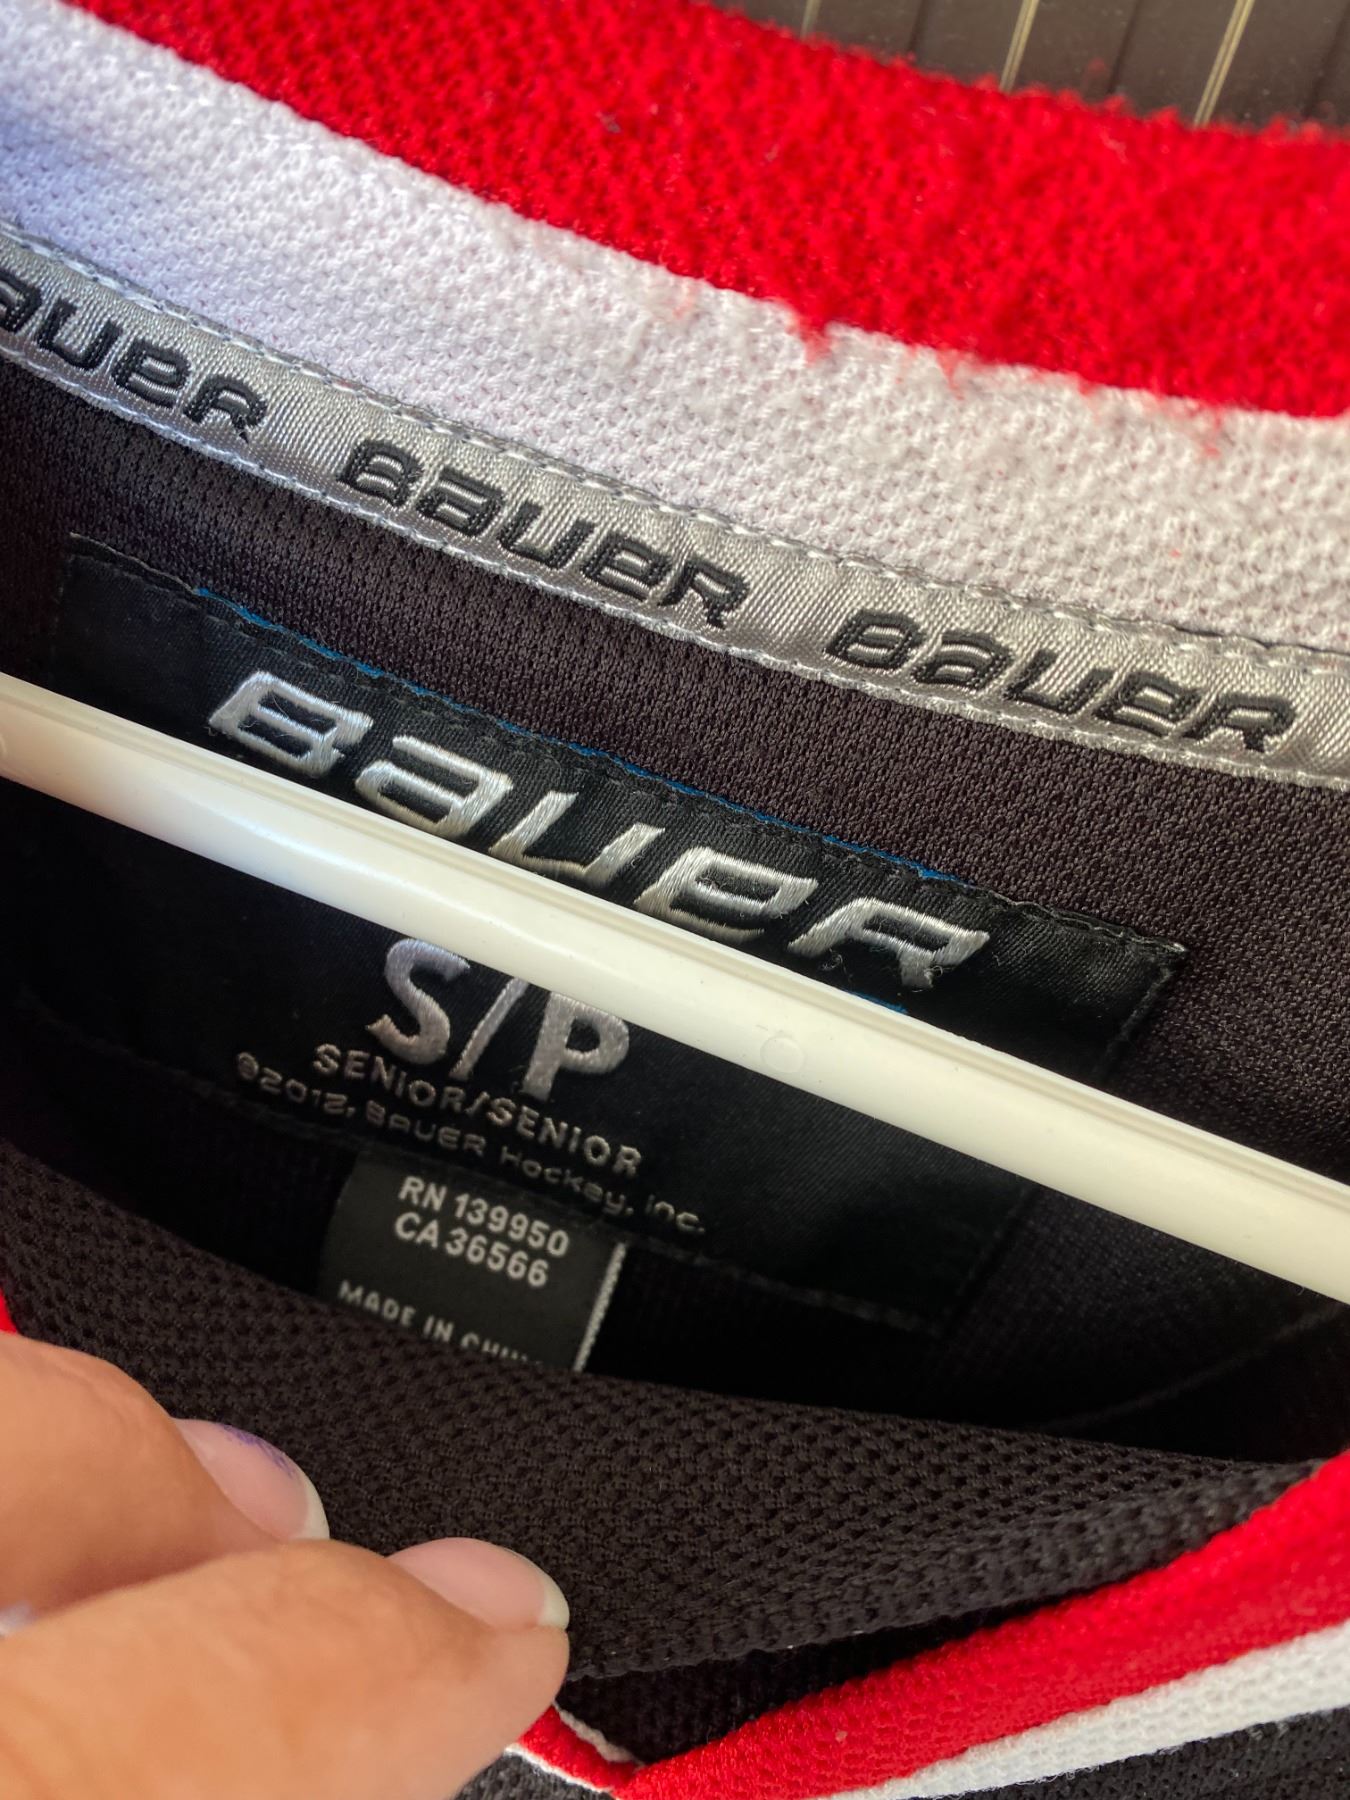 BAUER BAUER BAUER
BAUER
S/P
SENIOR/SENIOR
©2012, BAUER HOCKEY, INC.
RN 139950
CA 36566
MADE IN